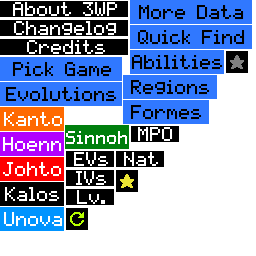 About 3WP
Changelog
Credits
More Data
Quick Find
Pick Game
Abilities
Evolutions
Regions
Formes
Kanto
Hoenn
Sinnoh
MPO
Johto
EVs
Nat.
Kalos
IVs
Lv.
Unova